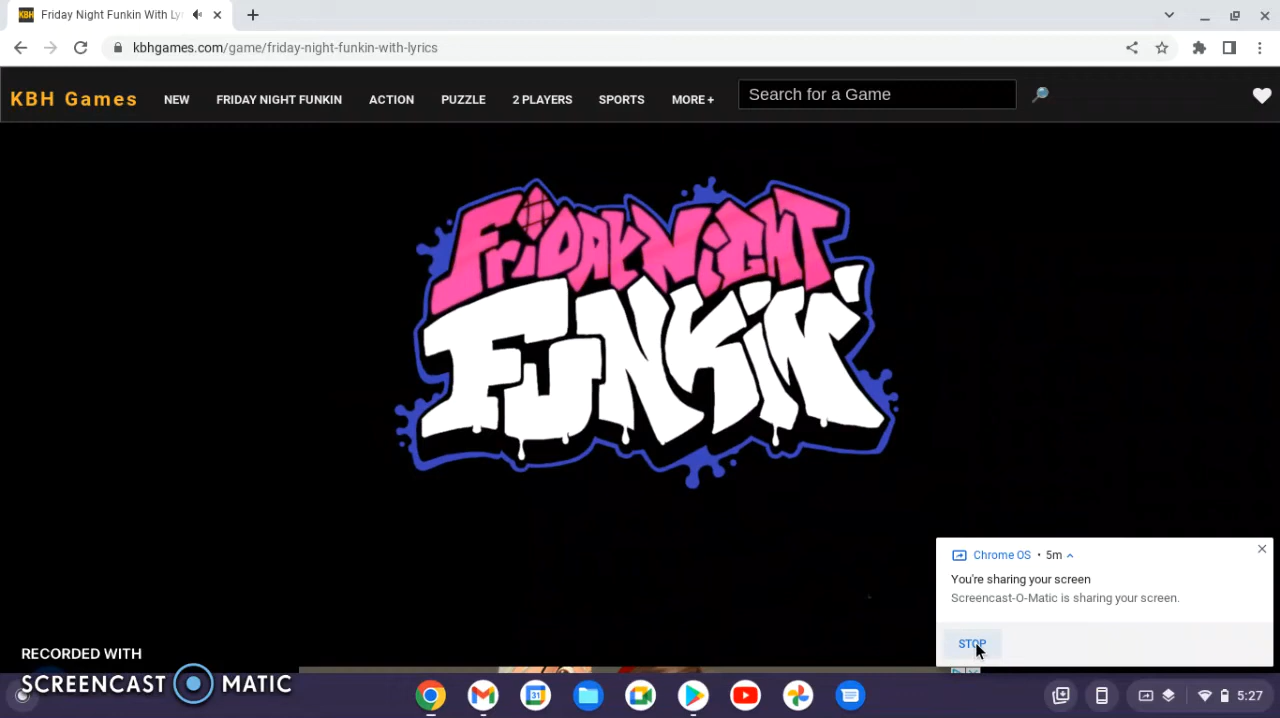 Friday Night Funkin With Ly
kbhgames.com/game/friday-night-funkin-with-lyrics
KBH Games
NEW
FRIDAY NIGHT FUNKIN
ACTION
PUZZLE
2 PLAYERS
SPORTS
MORE +
Search for a Game
FRIDAY NIGHT
FUNKIN'
Chrome OS • 5m
You're sharing your screen
Screencast-O-Matic is sharing your screen.
STOP
RECORDED WITH
SCREENCAST MATIC
31
5:27